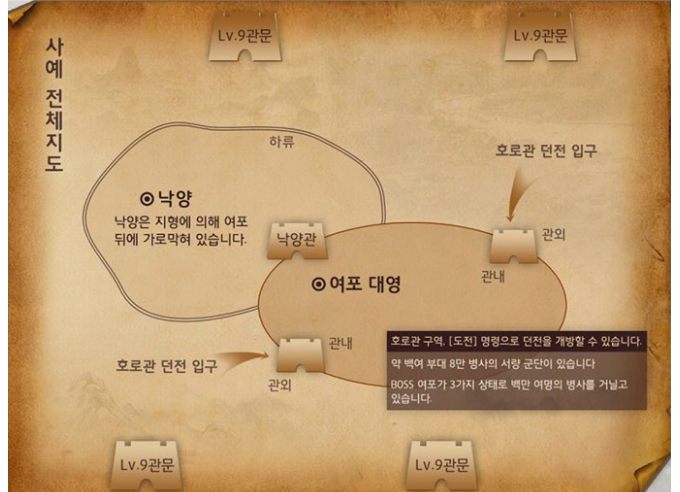 사예 전체지도
Lv.9관문
Lv.9관문
하류
호로관 던전 입구
낙양
낙양은 지형에 의해 여포
뒤에 가로막혀 있습니다.
낙양관
관외
관내
여포 대영
호로관 구역. [도전] 명령으로 던전을 개방할 수 있습니다.
약 백여 부대 8만 병사의 서량 군단이 있습니다
BOSS 여포가 3가지 상태로 백만 여명의 병사를 거닐고
있습니다.
관내
호로관 던전 입구
관외
Lv.9관문
Lv.9관문